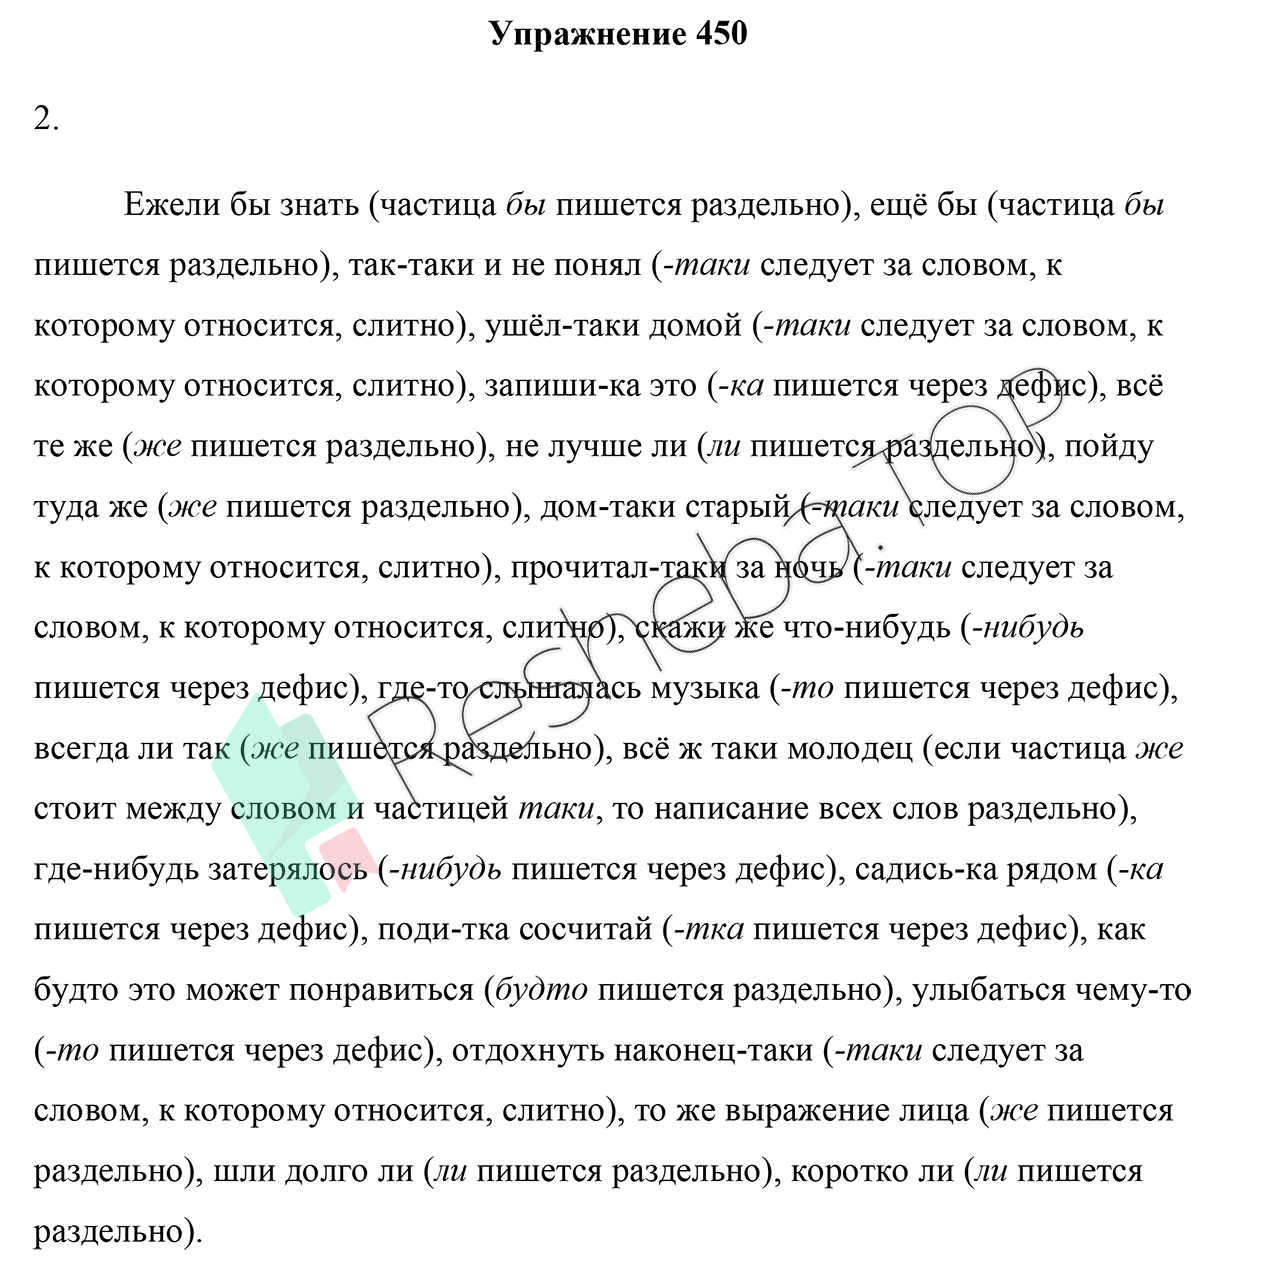 Упражнение 450
2.
Ежели бы знать (частица бы пишется раздельно), ещё бы (частица бы
пишется раздельно), так-таки и не понял (-таки следует за словом, к
которому относится, слитно), ушёл-таки домой (-таки следует за словом, к
которому относится, слитно), запиши-ка это (-ка пишется через дефис), всё
те же (же пишется раздельно), не лучше ли (ли пишется раздельно), пойду
туда же (же пишется раздельно), дом-таки старый (-таки следует за словом,
к которому относится, слитно), прочитал-таки за ночь (-таки следует за
словом, к которому относится, слитно), скажи же что-нибудь (-нибудь
пишется через дефис), где-то слышалась музыка (-то пишется через дефис),
всегда ли так (же пишется раздельно), всё ж таки молодец (если частица же
стоит между словом и частицей таки, то написание всех слов раздельно),
где-нибудь затерялось (-нибудь пишется через дефис), садись-ка рядом (-ка
пишется через дефис), поди-тка сосчитай (-тка пишется через дефис), как
будто это может понравиться (будто пишется раздельно), улыбаться чему-то
(-то пишется через дефис), отдохнуть наконец-таки (-таки следует за
словом, к которому относится, слитно), то же выражение лица (же пишется
раздельно), шли долго ли (ли пишется раздельно), коротко ли (ли пишется
раздельно).
Resheba.TOP